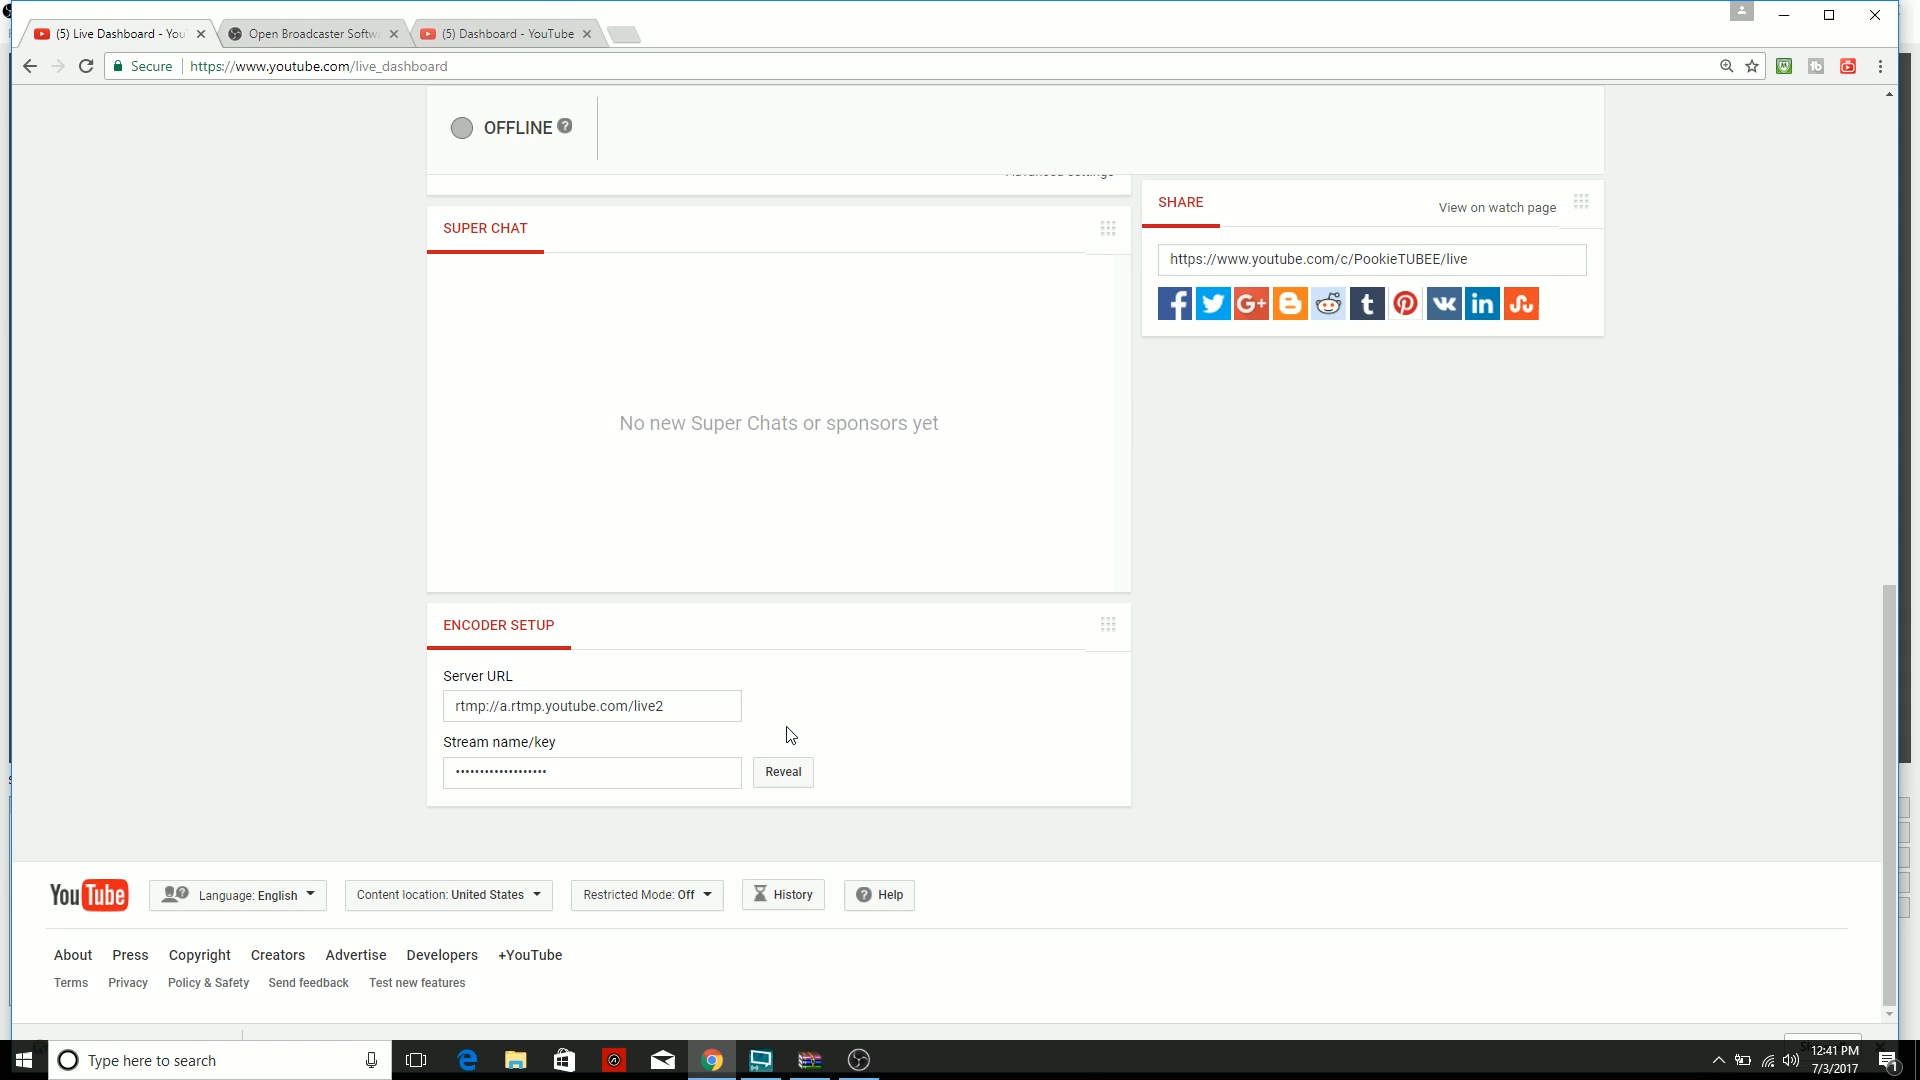 (5) Live Dashboard - You
Open Broadcaster Softw
(5) Dashboard - YouTube
Secure
https://www.youtube.com/live_dashboard
OFFLINE ?
Advanced settings
SUPER CHAT
No new Super Chats or sponsors yet
SHARE
View on watch page
https://www.youtube.com/c/PookieTUBEE/live
ENCODER SETUP
Server URL
rtmp://a.rtmp.youtube.com/live2
Stream name/key
•••••••••••••••••••
Reveal
YouTube
Language: English
Content location: United States
Restricted Mode: Off
History
Help
About Press Copyright Creators Advertise Developers +YouTube
Terms Privacy Policy & Safety Send feedback Test new features
Type here to search
12:41 PM
7/3/2017
1